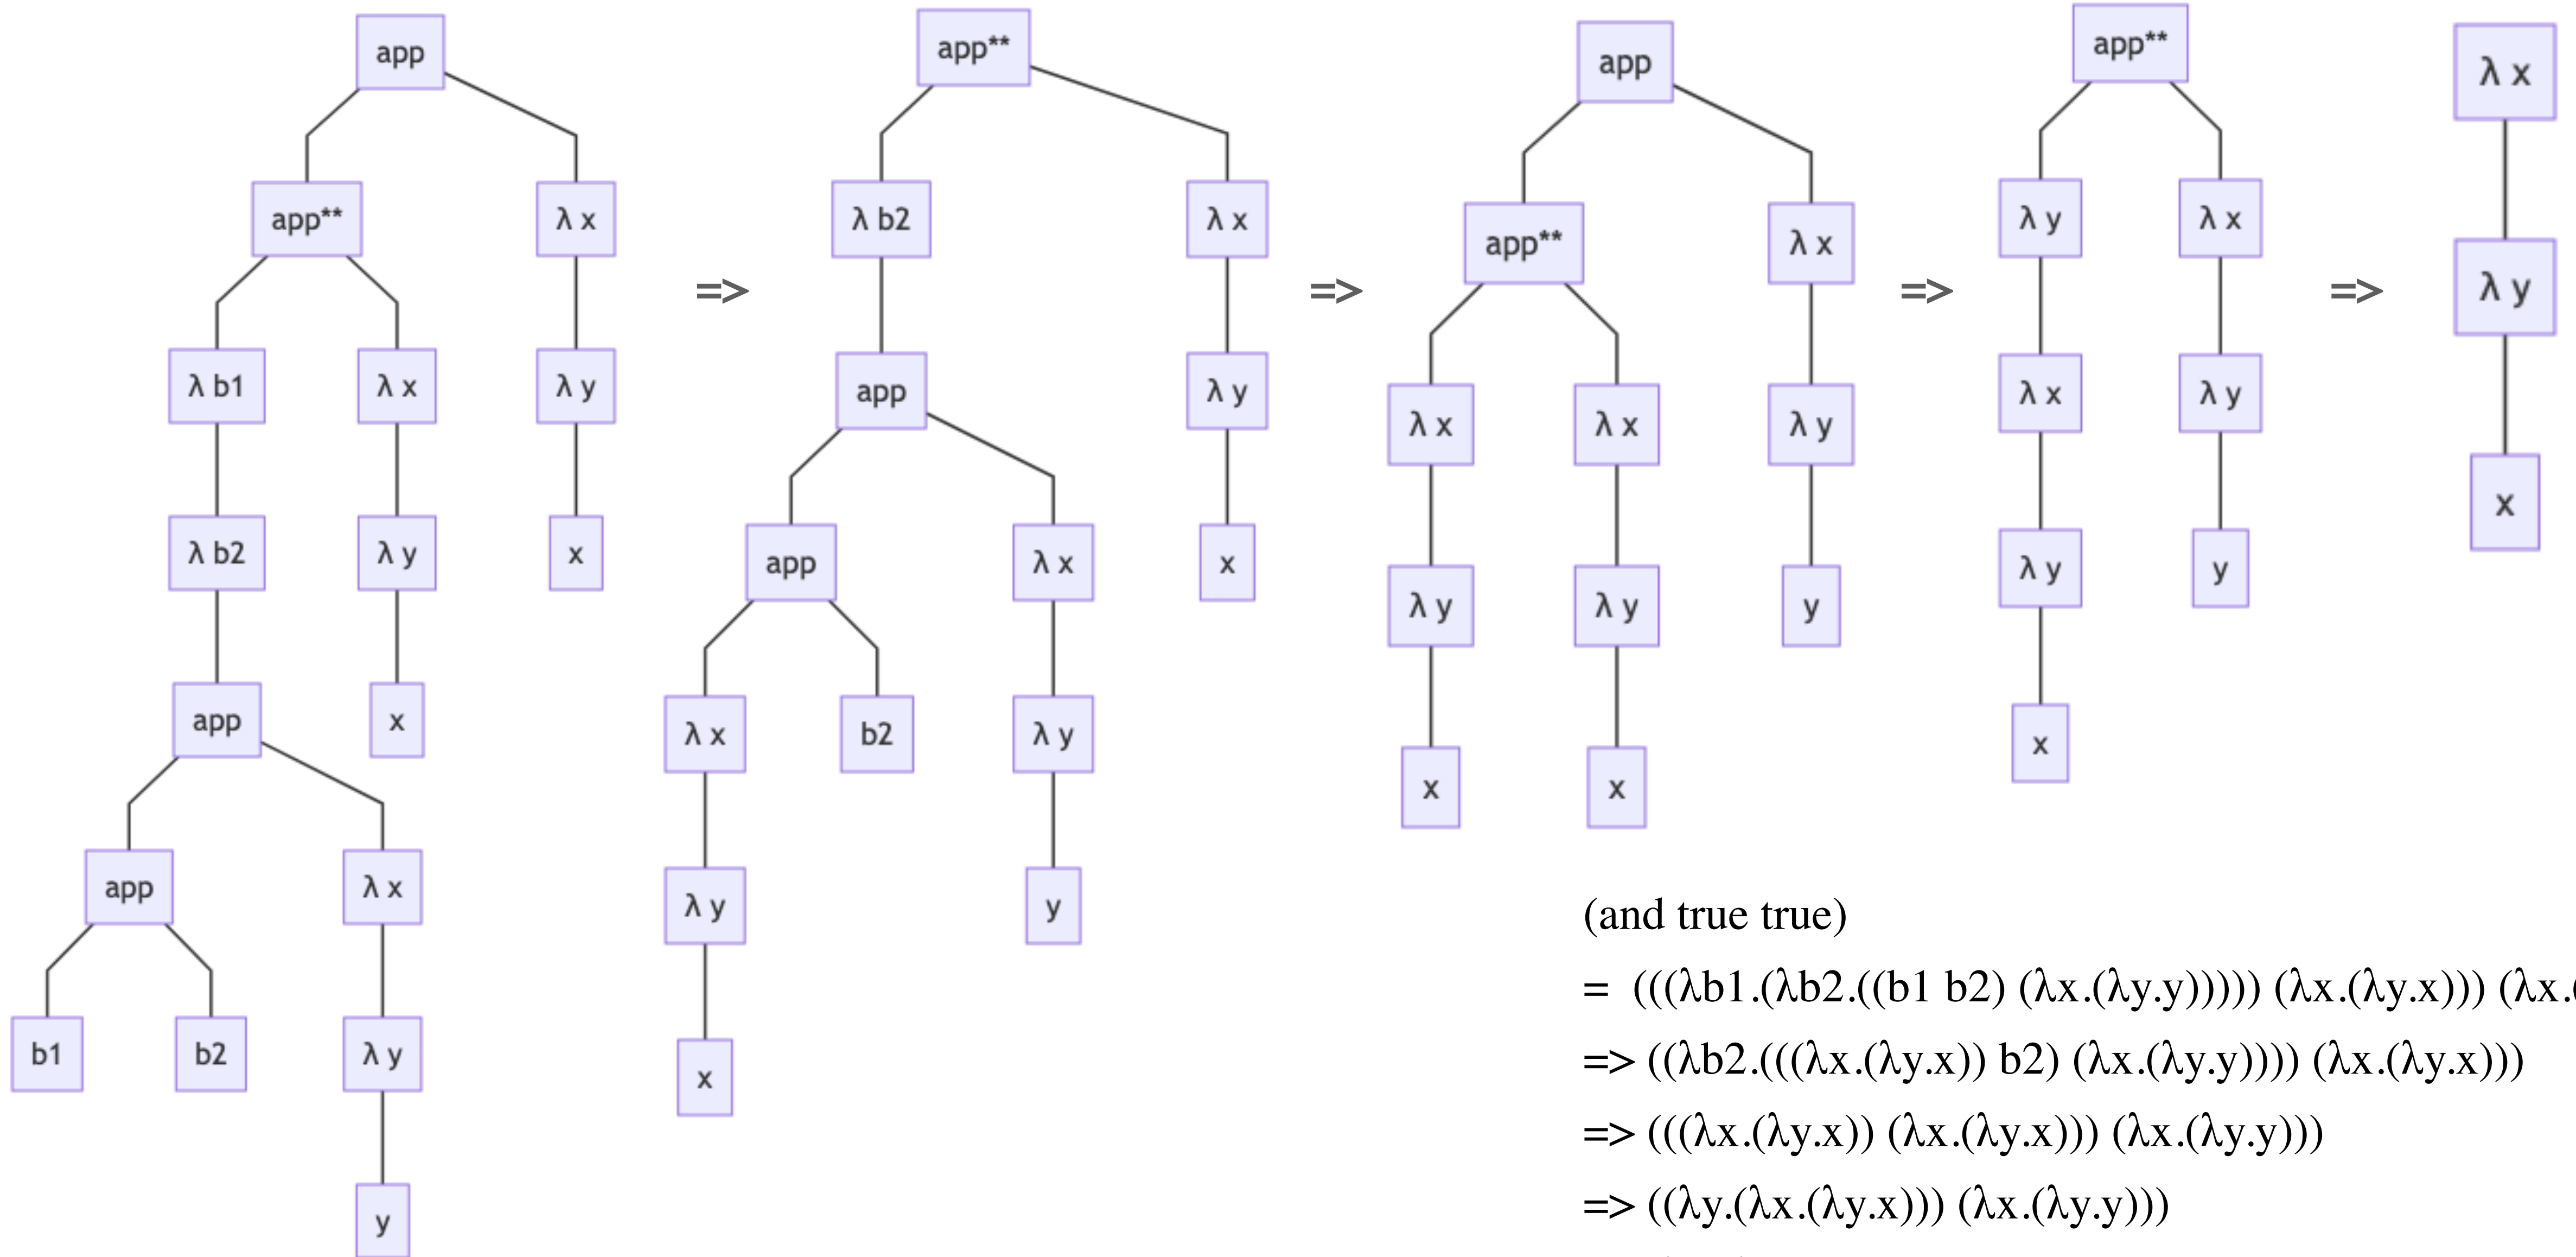 app
app**
λ x
λ b1
λ x
λ y
λ b2
λ y
x
app
x
app
λ x
b1
b2
λ y
y
=>
app**
λ b2
λ x
app
λ y
app
λ x
x
λ x
b2
λ y
λ y
y
x
=>
app
app**
λ x
λ x
λ x
λ y
λ y
λ y
y
x
x
=>
app**
λ y
λ x
λ x
λ y
λ y
y
x
=>
λ x
λ y
x
(and true true)
= (((λb1.(λb2.((b1 b2) (λx.(λy.y))))) (λx.(λy.x))) (λx.(
=> ((λb2.(((λx.(λy.x)) b2) (λx.(λy.y)))) (λx.(λy.x)))
=> (((λx.(λy.x)) (λx.(λy.x))) (λx.(λy.y)))
=> ((λy.(λx.(λy.x))) (λx.(λy.y)))